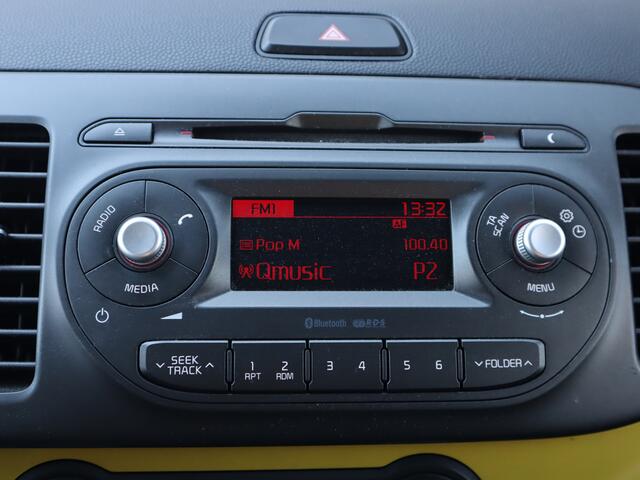 FM1 13:32
AF
Pop M 100.40
Qmusic P2
RADIO
MEDIA
TA
SCAN
MENU
Bluetooth R·D·S
SEEK
TRACK
1 2
RPT RDM
3 4
5 6
FOLDER